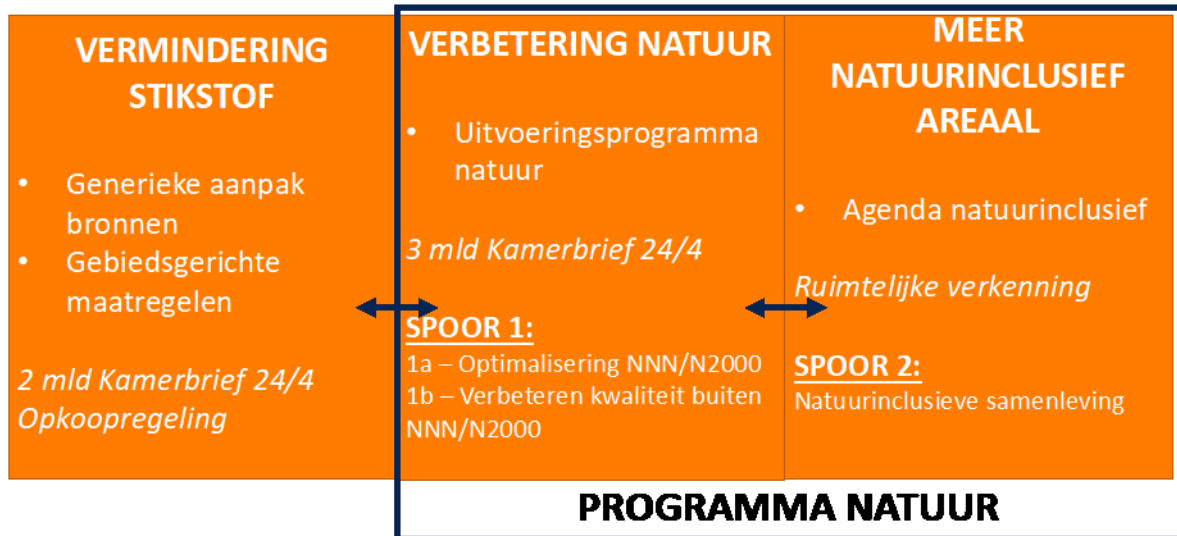 VERMINDERING
STIKSTOF
• Generieke aanpak
bronnen
• Gebiedsgerichte
maatregelen
2 mld Kamerbrief 24/4
Opkoopregeling
VERBETERING NATUUR
• Uitvoeringsprogramma
natuur
3 mld Kamerbrief 24/4
SPOOR 1:
1a – Optimalisering NNN/N2000
1b – Verbeteren kwaliteit buiten
NNN/N2000
MEER
NATUURINCLUSIEF
AREAAL
• Agenda natuurinclusief
Ruimtelijke verkenning
SPOOR 2:
Natuurinclusieve samenleving
PROGRAMMA NATUUR